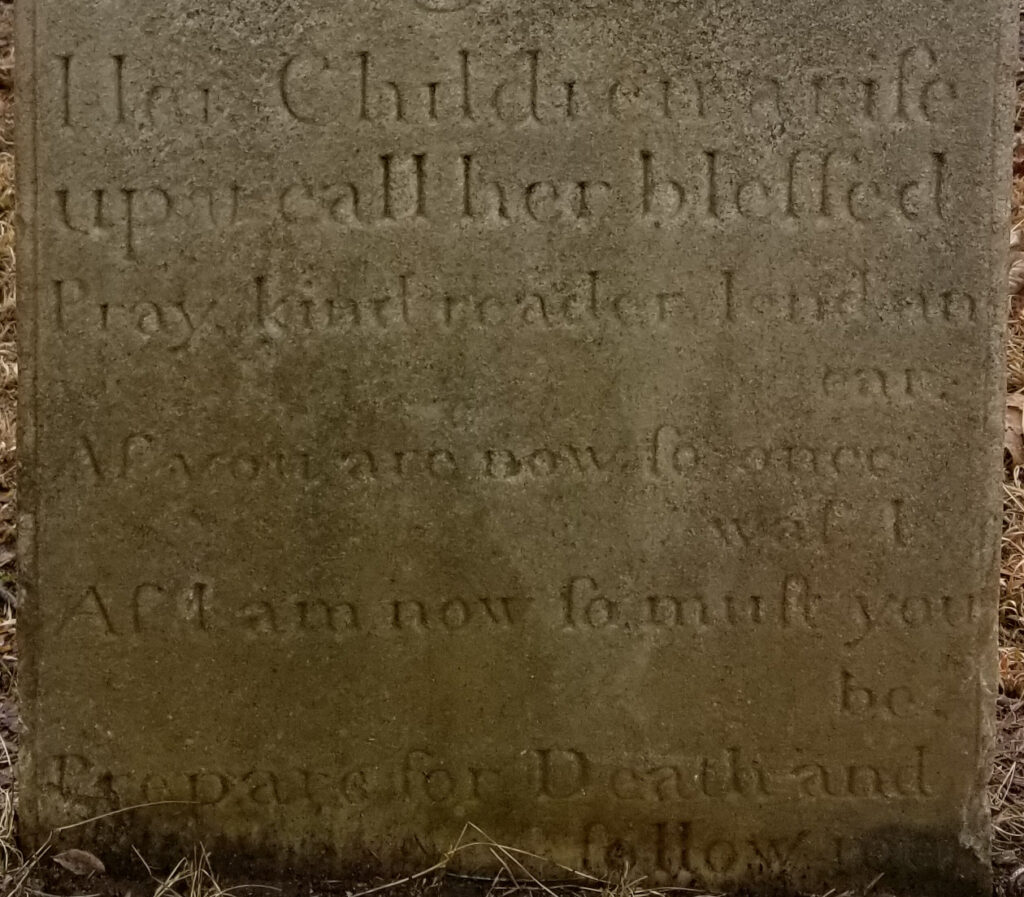 Her Children ariſe
up & call her bleſſed
Pray, kind reader, lend an
ear,
Aſ you are now ſo once
waſ I
Aſ I am now ſo, muſt you
be,
Prepare for Death and
follow me